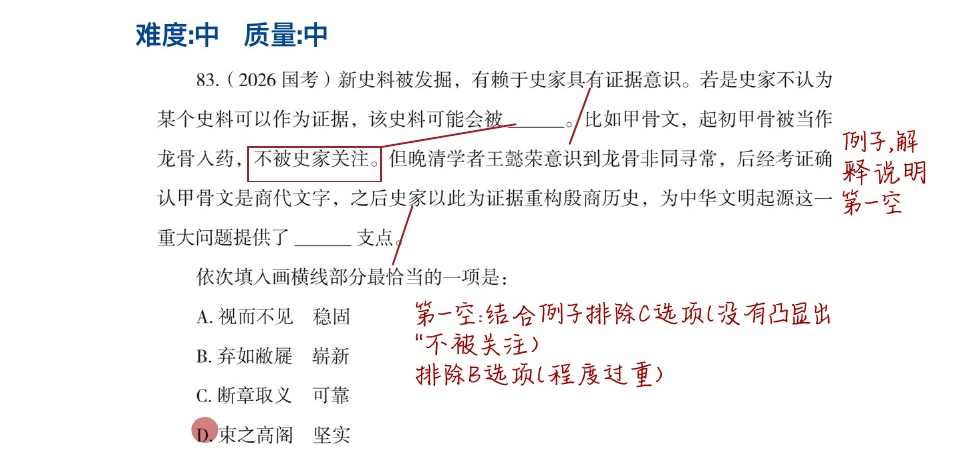 难度:中 质量:中
83.（2026 国考）新史料被发掘，有赖于史家具有证据意识。若是史家不认为
某个史料可以作为证据，该史料可能会被______。比如甲骨文，起初甲骨被当作
龙骨入药，不被史家关注。但晚清学者王懿荣意识到龙骨非同寻常，后经考证确
认甲骨文是商代文字，之后史家以此为证据重构殷商历史，为中华文明起源这一
重大问题提供了______支点。
例子,解
释说明
第一空
依次填入画横线部分最恰当的一项是：
A. 视而不见 稳固
B. 弃如敝屣 崭新
C. 断章取义 可靠
D. 束之高阁 坚实
第一空:结合例子排除C选项(没有凸显出
“不被关注)
排除B选项(程度过重)